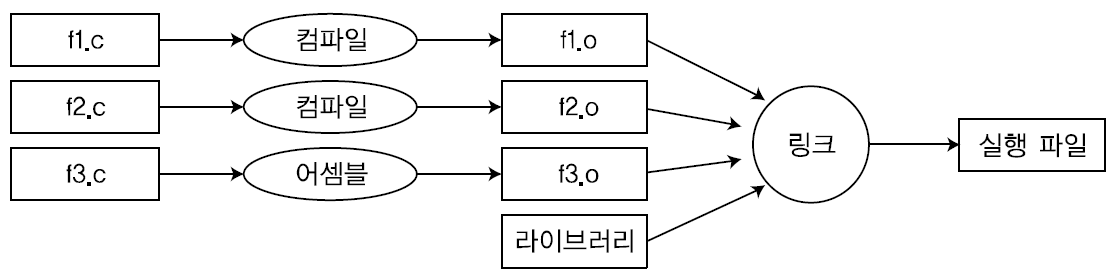 f1.c 컴파일 f1.o
f2.c 컴파일 f2.o
f3.c 어셈블 f3.o
라이브러리
링크
실행 파일